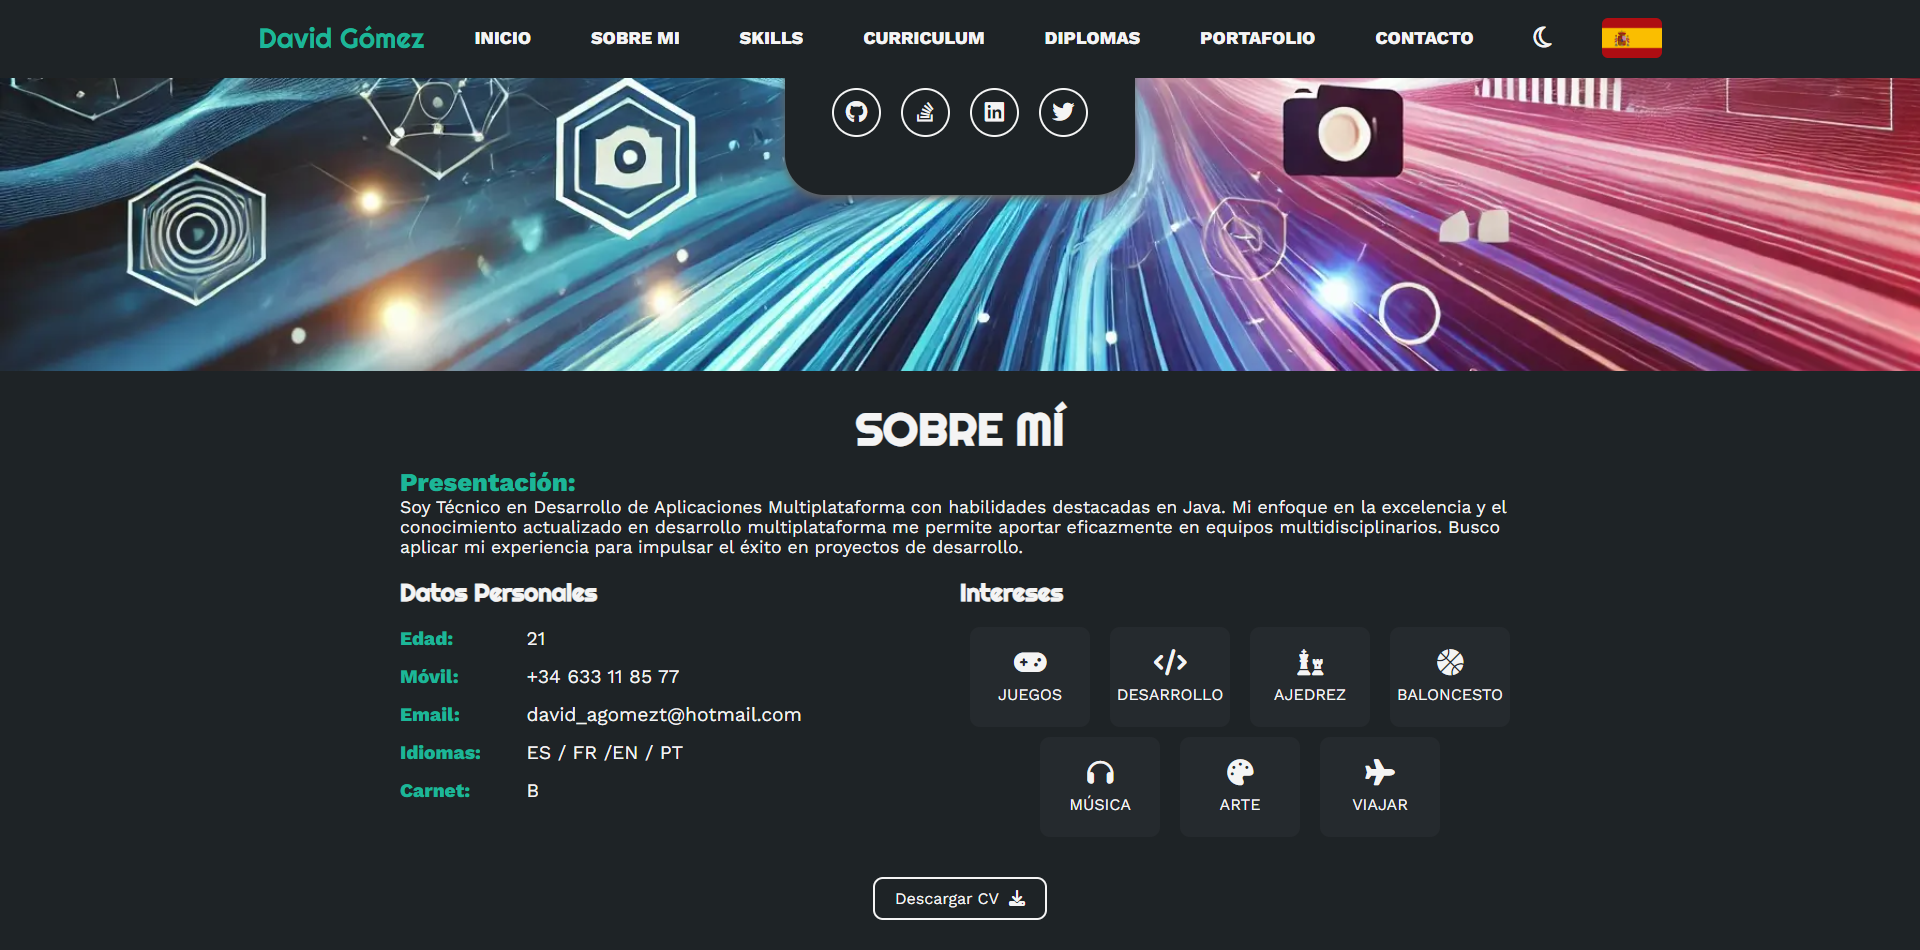 David Gómez INICIO SOBRE MI SKILLS CURRICULUM DIPLOMAS PORTAFOLIO CONTACTO
SOBRE MÍ
Presentación:
Soy Técnico en Desarrollo de Aplicaciones Multiplataforma con habilidades destacadas en Java. Mi enfoque en la excelencia y el
conocimiento actualizado en desarrollo multiplataforma me permite aportar eficazmente en equipos multidisciplinarios. Busco
aplicar mi experiencia para impulsar el éxito en proyectos de desarrollo.
Datos Personales
Edad: 21
Móvil: +34 633 11 85 77
Email: david_agomezt@hotmail.com
Idiomas: ES / FR /EN / PT
Carnet: B
Intereses
JUEGOS DESARROLLO AJEDREZ BALONCESTO
MÚSICA ARTE VIAJAR
Descargar CV